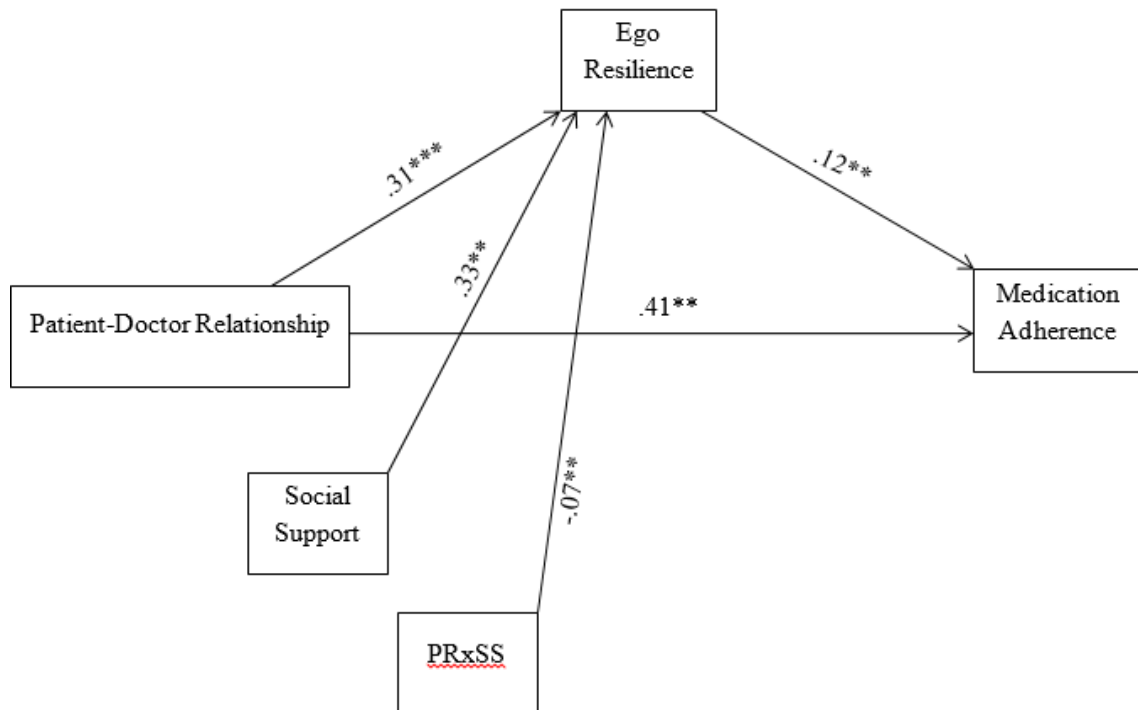 Ego
Resilience
.31***
.12**
.33**
Patient-Doctor Relationship
.41**
Medication
Adherence
Social
Support
-.07**
PRxSS